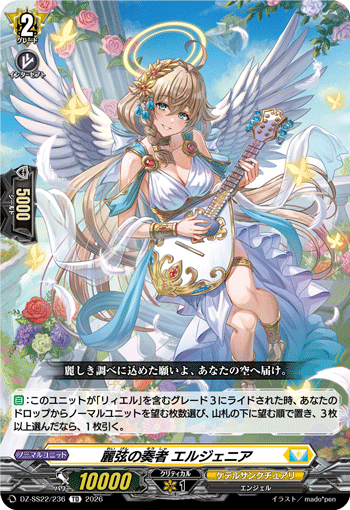 2
グレード
インターセプト
5000
シールド
麗しき調べに込めた願いよ、あなたの空へ届け。
自:このユニットが「リィエル」を含むグレード3にライドされた時、あなたの
ドロップからノーマルユニットを望む枚数選び、山札の下に望む順で置き、3枚
以上選んだなら、1枚引く。
ノーマルユニット
麗弦の奏者 エルジェニア
パワー 10000
クリティカル
1
ケテルサンクチュアリ
エンジェル
DZ-SS22/236 TD 2026
イラスト/mado*pen